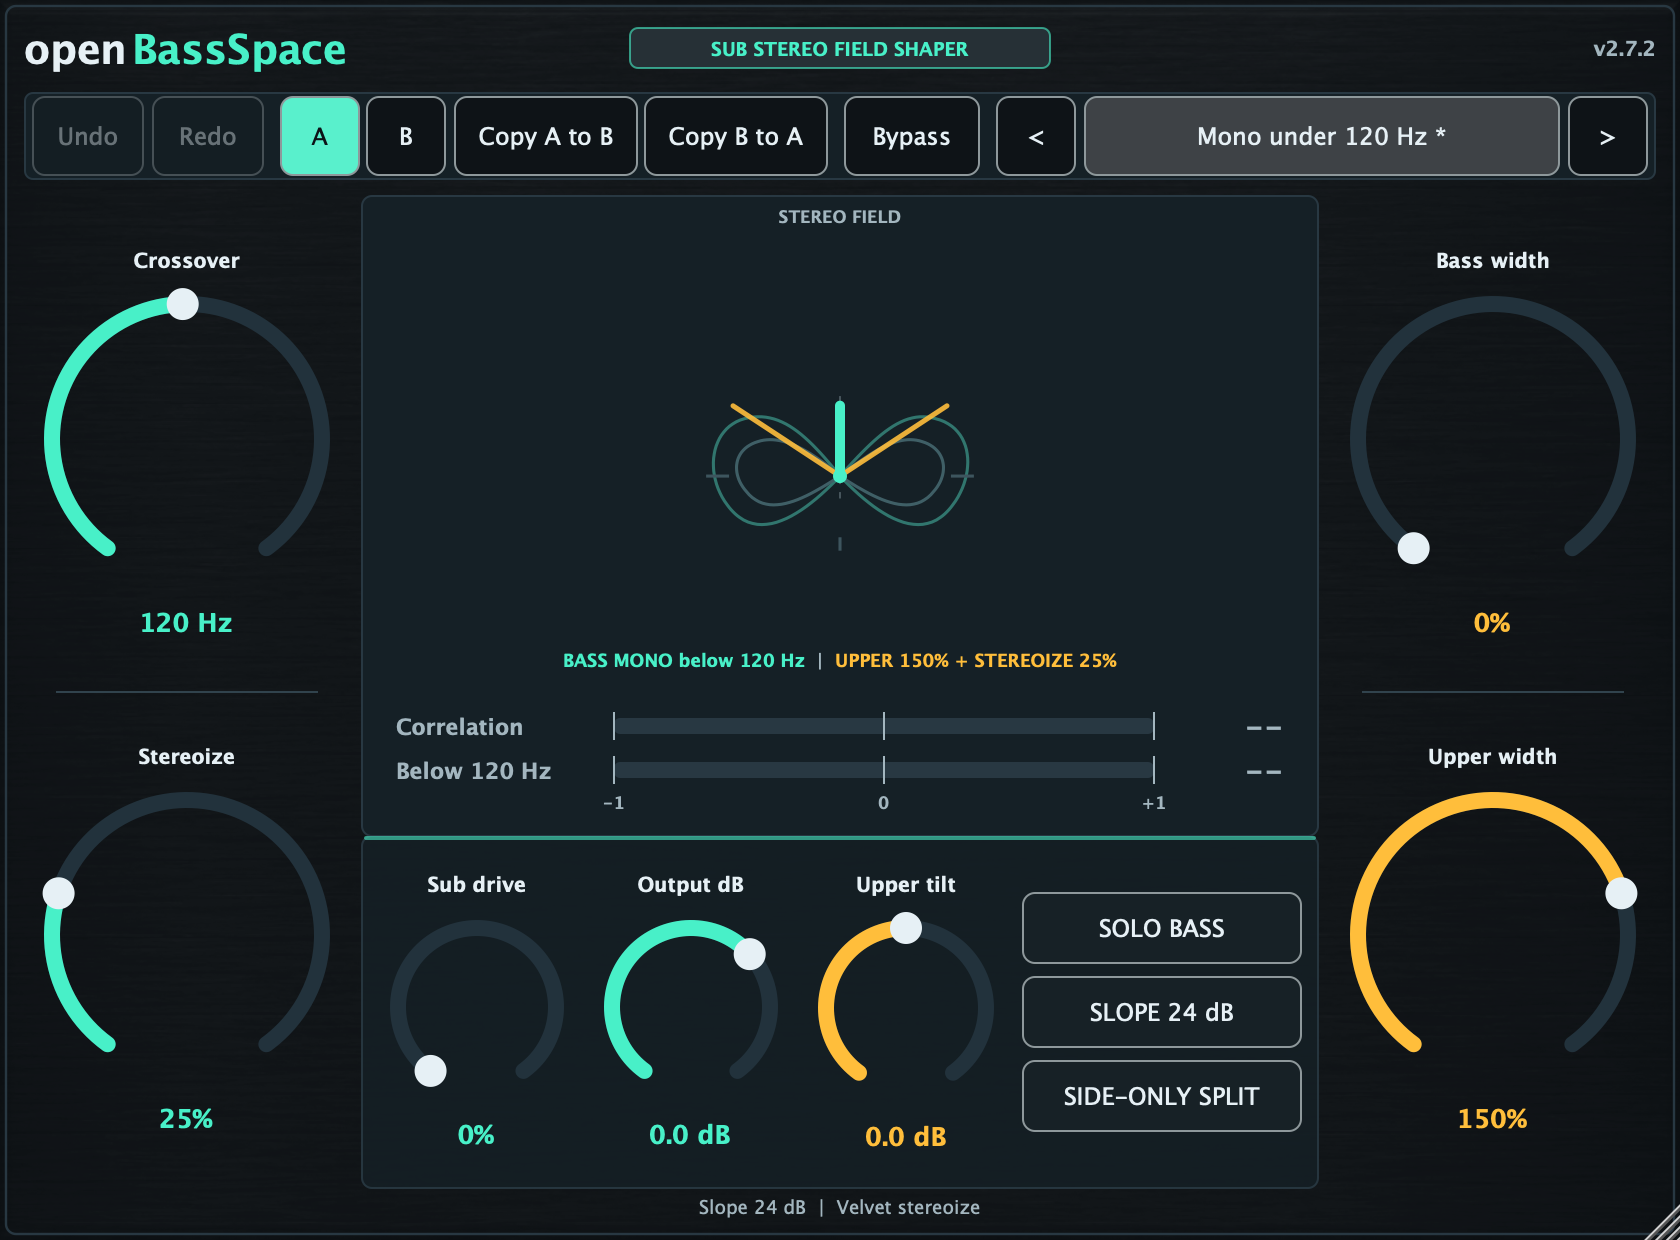 openBassSpace
SUB STEREO FIELD SHAPER
v2.7.2
Undo
Redo
A
B
Copy A to B
Copy B to A
Bypass
<
Mono under 120 Hz *
>
STEREO FIELD
Crossover
120 Hz
Bass width
0%
BASS MONO below 120 Hz | UPPER 150% + STEREOIZE 25%
Correlation
--
Below 120 Hz
--
-1
0
+1
Stereoize
25%
Upper width
150%
Sub drive
0%
Output dB
0.0 dB
Upper tilt
0.0 dB
SOLO BASS
SLOPE 24 dB
SIDE-ONLY SPLIT
Slope 24 dB | Velvet stereoize